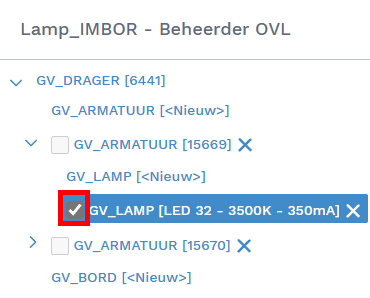 Lamp_IMBOR - Beheerder OVL
GV_DRAGER [6441]
GV_ARMATUUR [<Nieuw>]
GV_ARMATUUR [15669]
GV_LAMP [<Nieuw>]
GV_LAMP [LED 32 - 3500K - 350mA]
GV_ARMATUUR [15670]
GV_BORD [<Nieuw>]